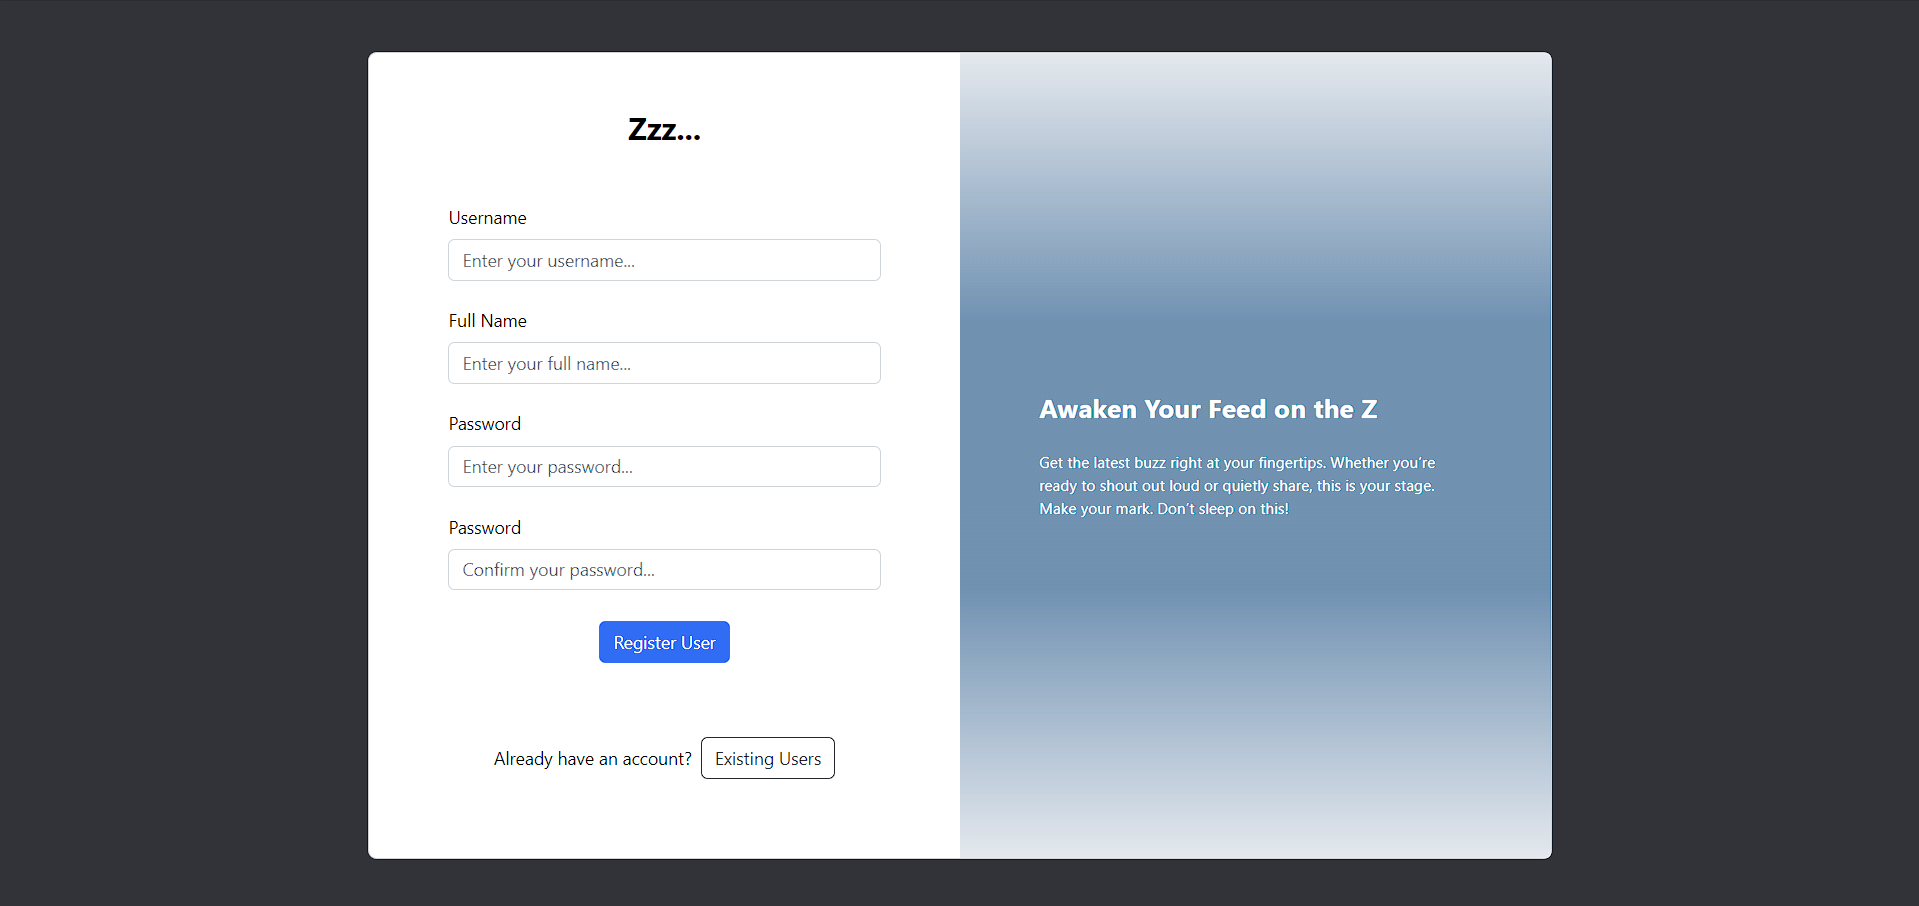 Zzz...
Username
Enter your username...
Full Name
Enter your full name...
Password
Enter your password...
Password
Confirm your password...
Register User
Already have an account? Existing Users
Awaken Your Feed on the Z
Get the latest buzz right at your fingertips. Whether you’re
ready to shout out loud or quietly share, this is your stage.
Make your mark. Don’t sleep on this!